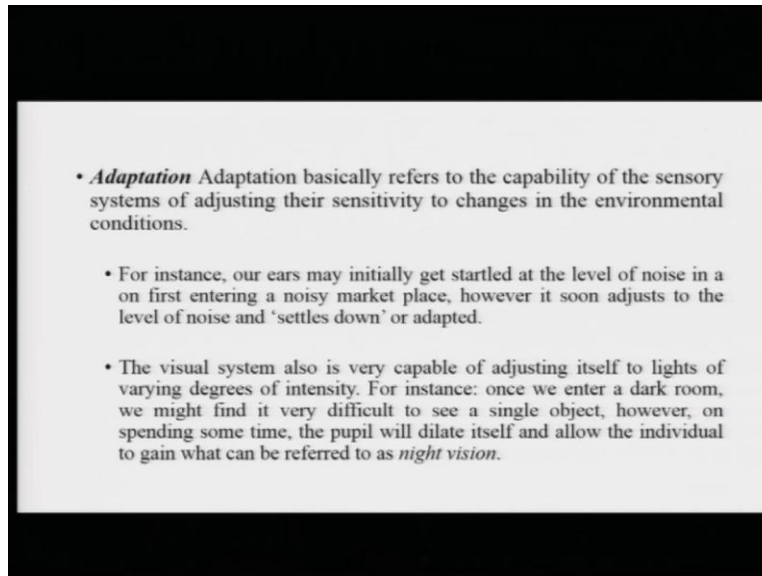 • Adaptation Adaptation basically refers to the capability of the sensory
systems of adjusting their sensitivity to changes in the environmental
conditions.
• For instance, our ears may initially get startled at the level of noise in a
on first entering a noisy market place, however it soon adjusts to the
level of noise and ‘settles down’ or adapted.
• The visual system also is very capable of adjusting itself to lights of
varying degrees of intensity. For instance: once we enter a dark room,
we might find it very difficult to see a single object, however, on
spending some time, the pupil will dilate itself and allow the individual
to gain what can be referred to as night vision.